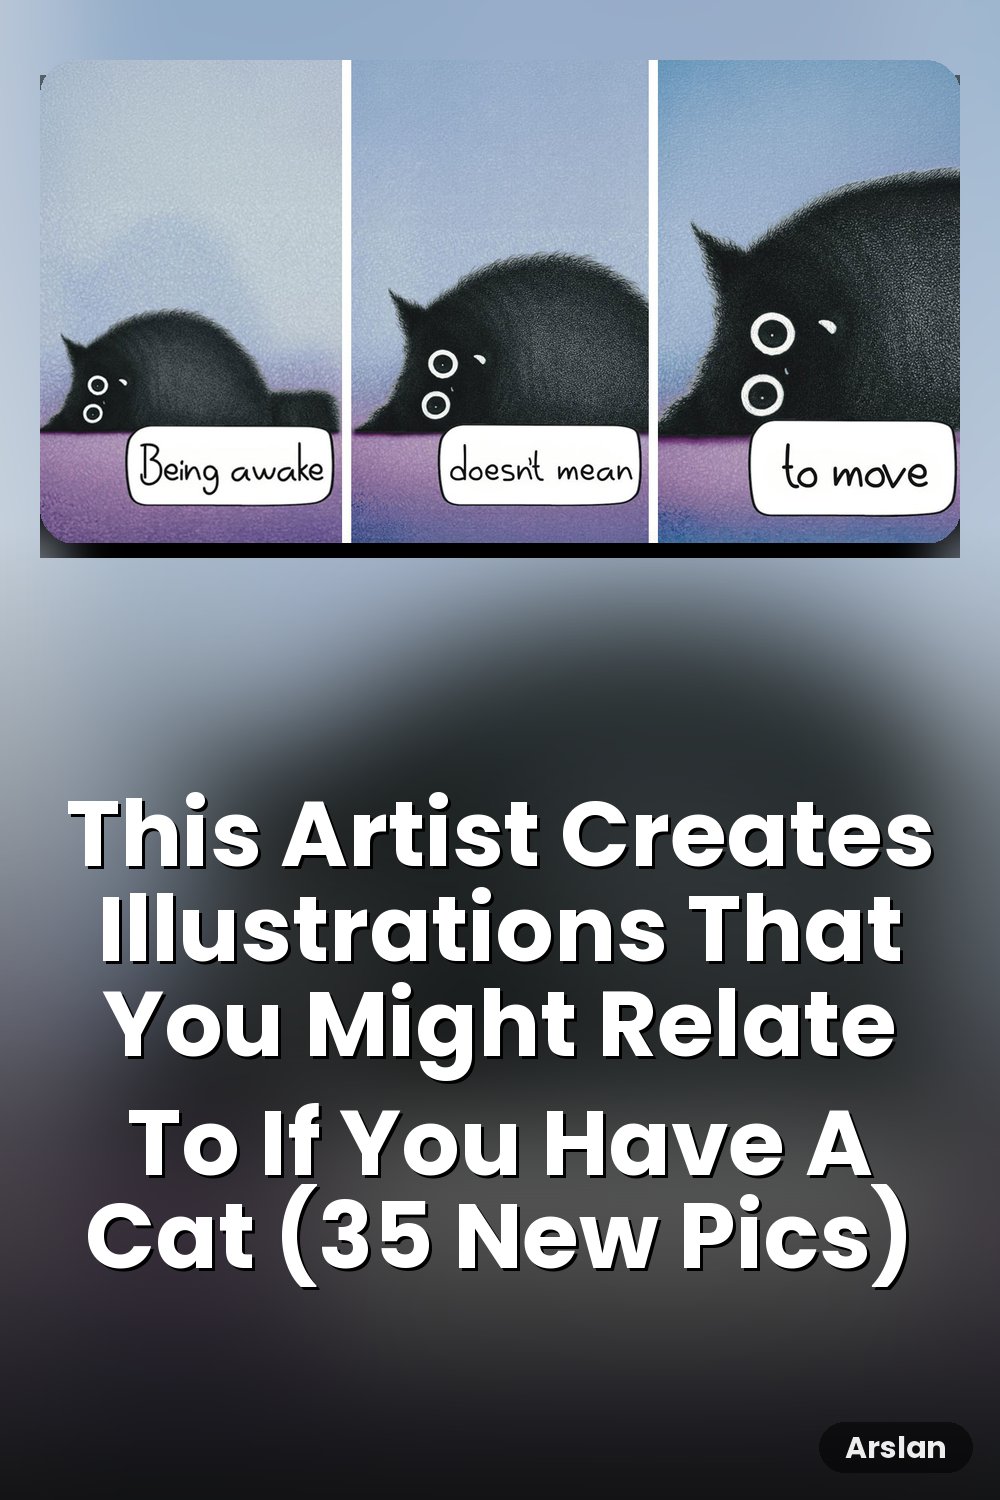 Being awake
doesn't mean
to move
This Artist Creates
Illustrations That
You Might Relate
To If You Have A
Cat (35 New Pics)
Arslan